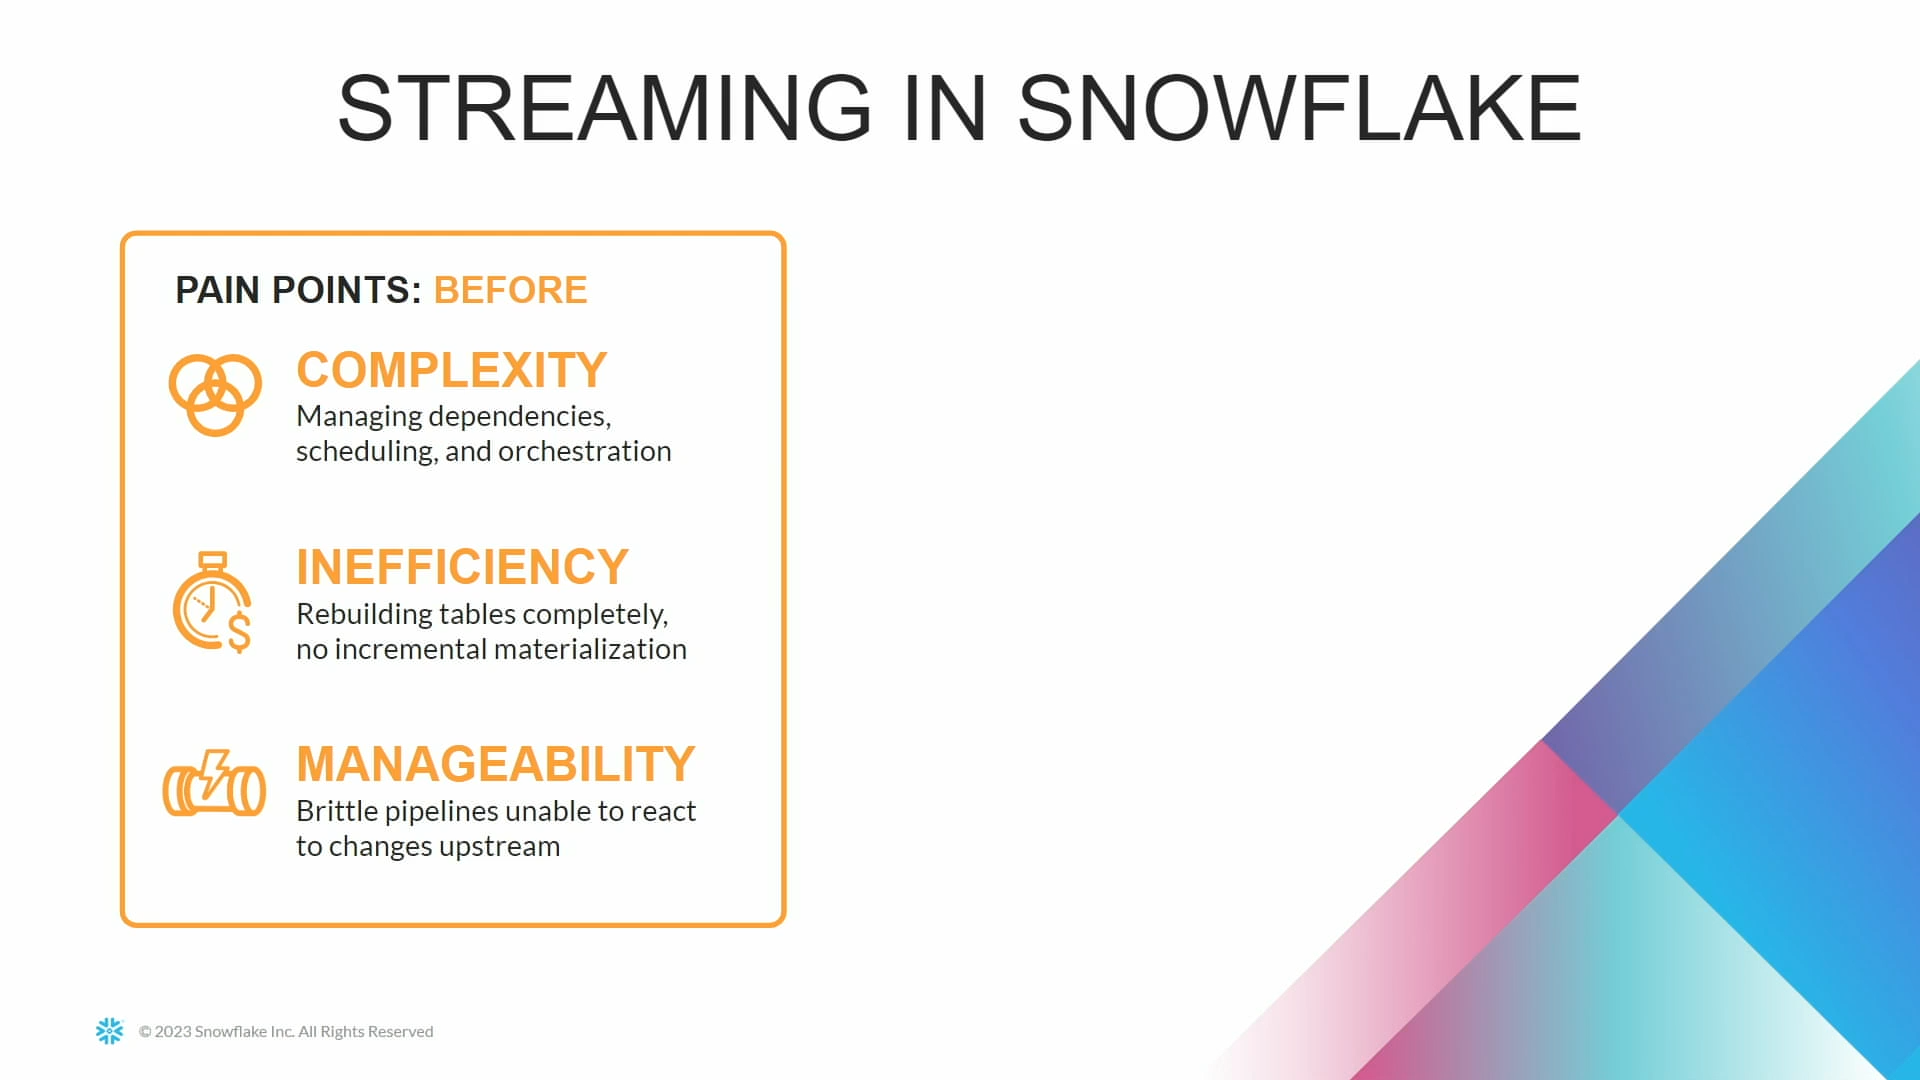 STREAMING IN SNOWFLAKE
PAIN POINTS: BEFORE
COMPLEXITY
Managing dependencies,
scheduling, and orchestration
INEFFICIENCY
Rebuilding tables completely,
no incremental materialization
MANAGEABILITY
Brittle pipelines unable to react
to changes upstream
© 2023 Snowflake Inc. All Rights Reserved